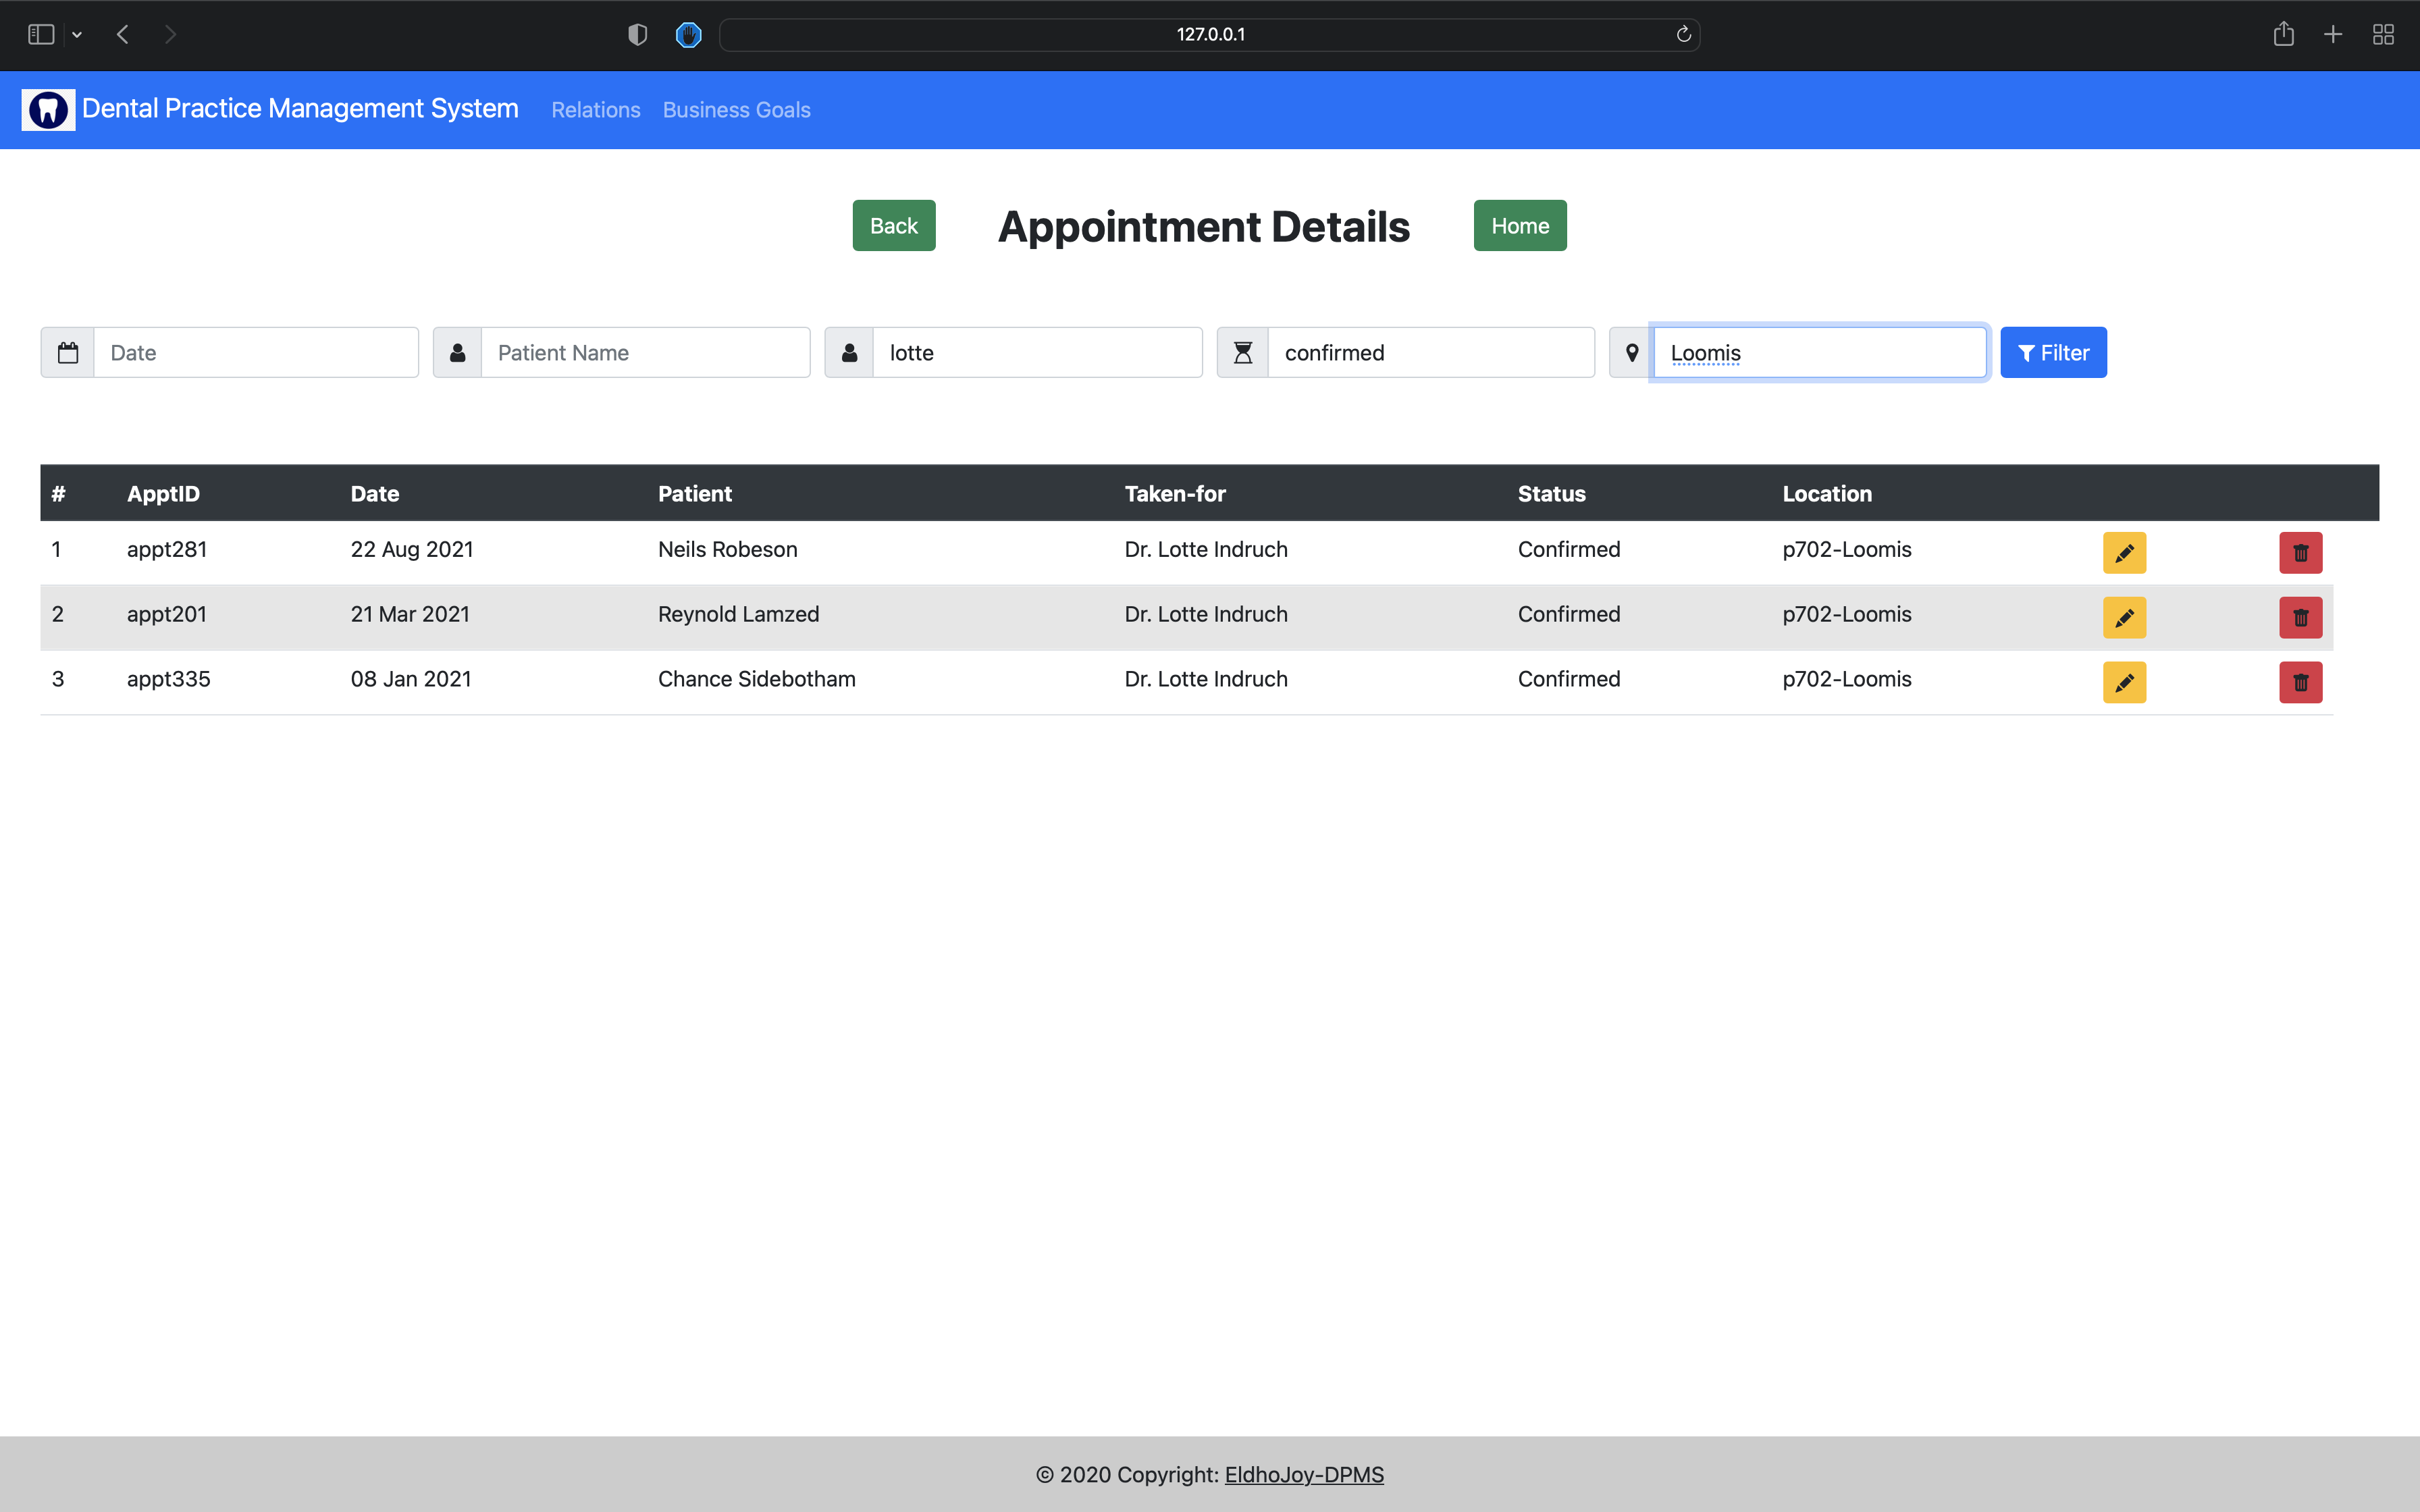 127.0.0.1
Dental Practice Management System Relations Business Goals
Back Appointment Details Home
Date Patient Name lotte confirmed Loomis Filter
# ApptID Date Patient Taken-for Status Location
1 appt281 22 Aug 2021 Neils Robeson Dr. Lotte Indruch Confirmed p702-Loomis
2 appt201 21 Mar 2021 Reynold Lamzed Dr. Lotte Indruch Confirmed p702-Loomis
3 appt335 08 Jan 2021 Chance Sidebotham Dr. Lotte Indruch Confirmed p702-Loomis
© 2020 Copyright: EldhoJoy-DPMS